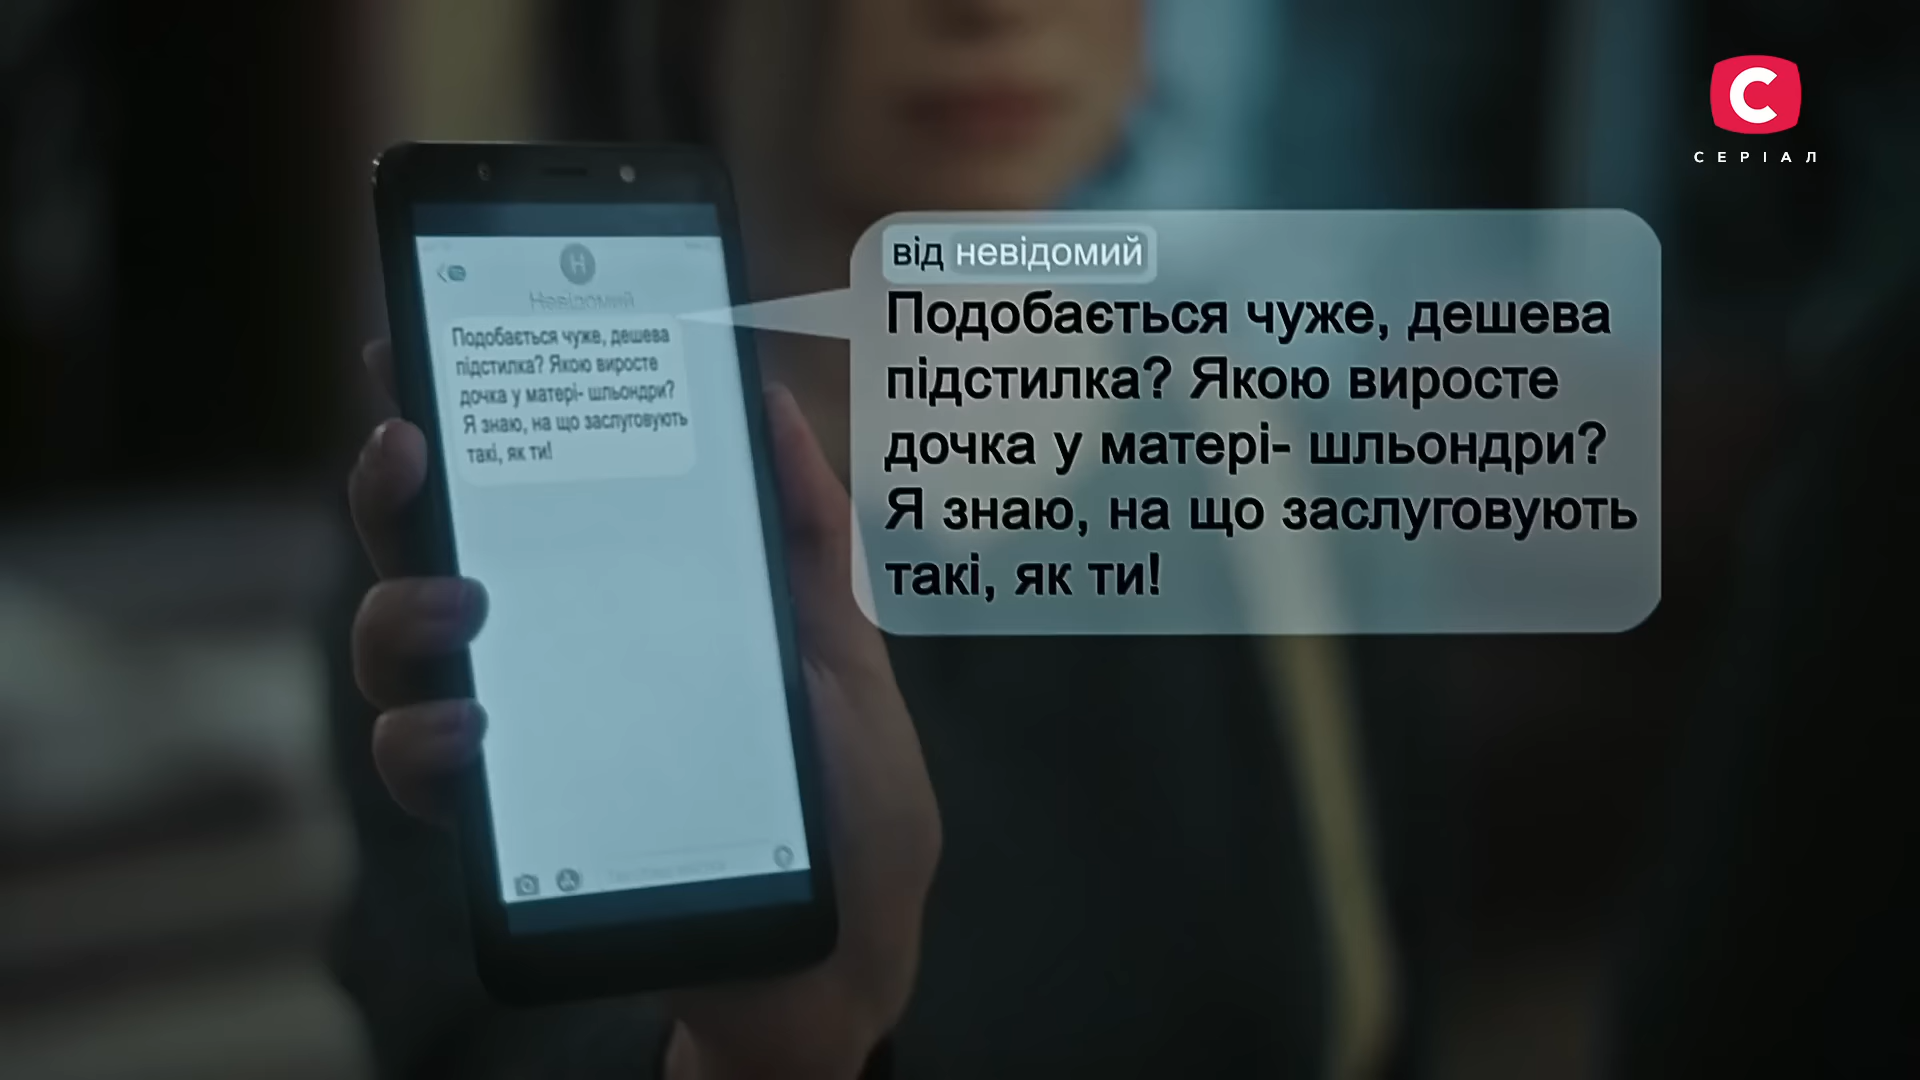 С
СЕРІАЛ
від невідомий
Подобається чуже, дешева
підстилка? Якою виросте
дочка у матері- шльондри?
Я знаю, на що заслуговують
такі, як ти!
Н
Невідомий
Подобається чуже, дешева
підстилка? Якою виросте
дочка у матері- шльондри?
Я знаю, на що заслуговують
такі, як ти!